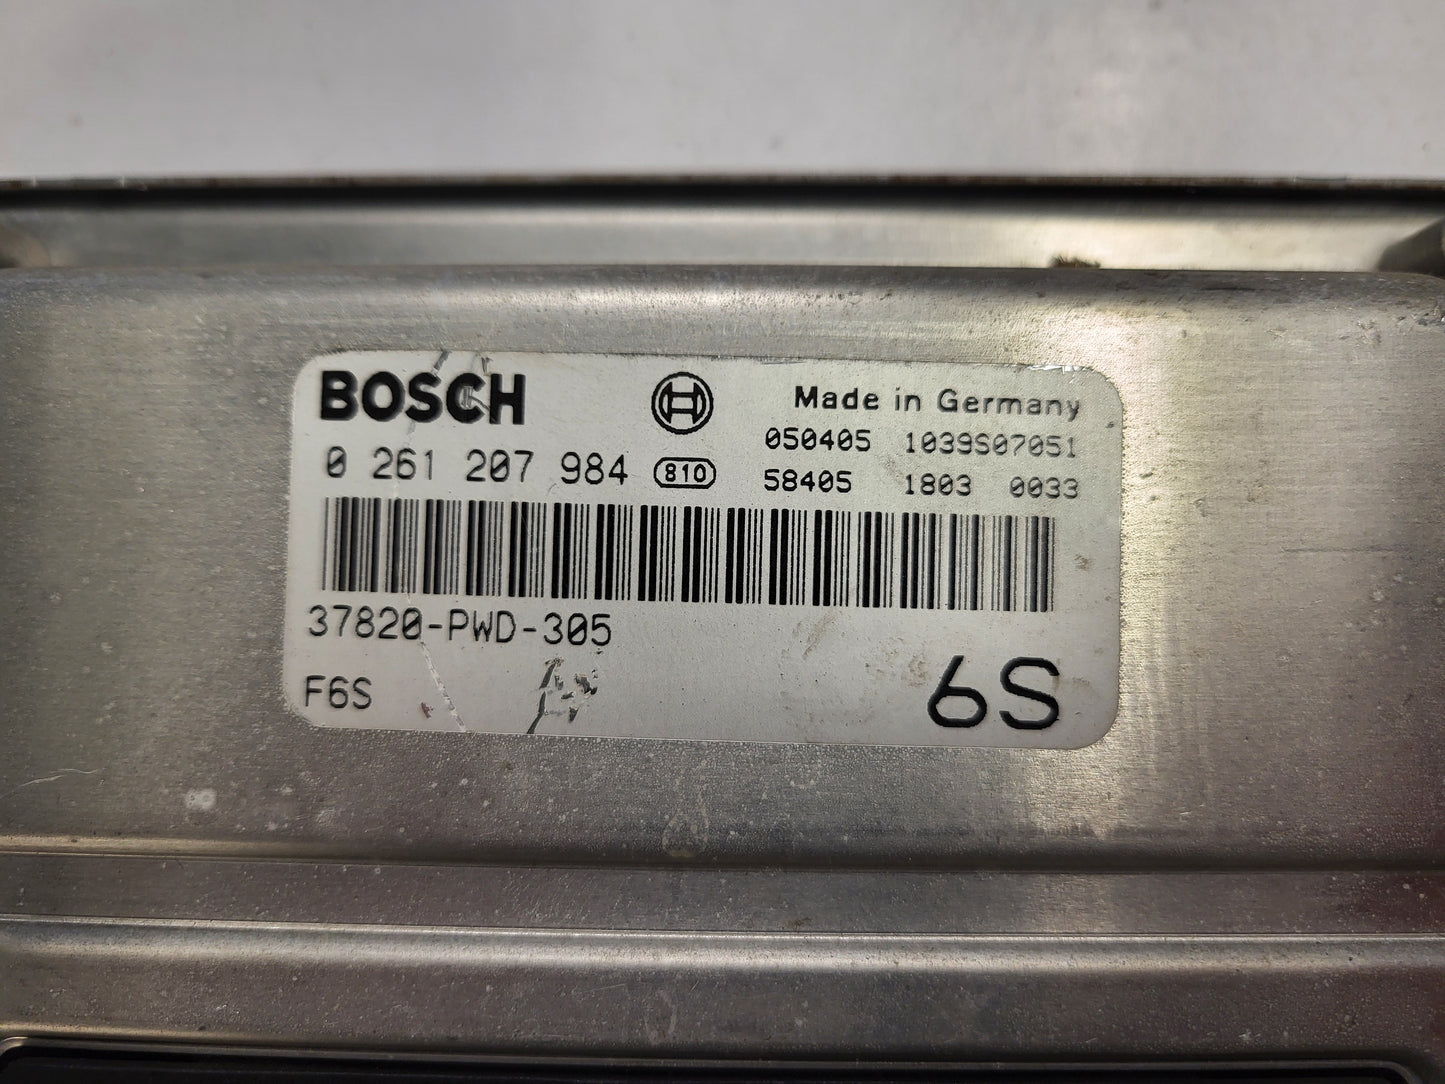 BOSCH
Made in Germany
050405 1039S07051
0 261 207 984 810
58405 1803 0033
37820-PWD-305
F6S
6S